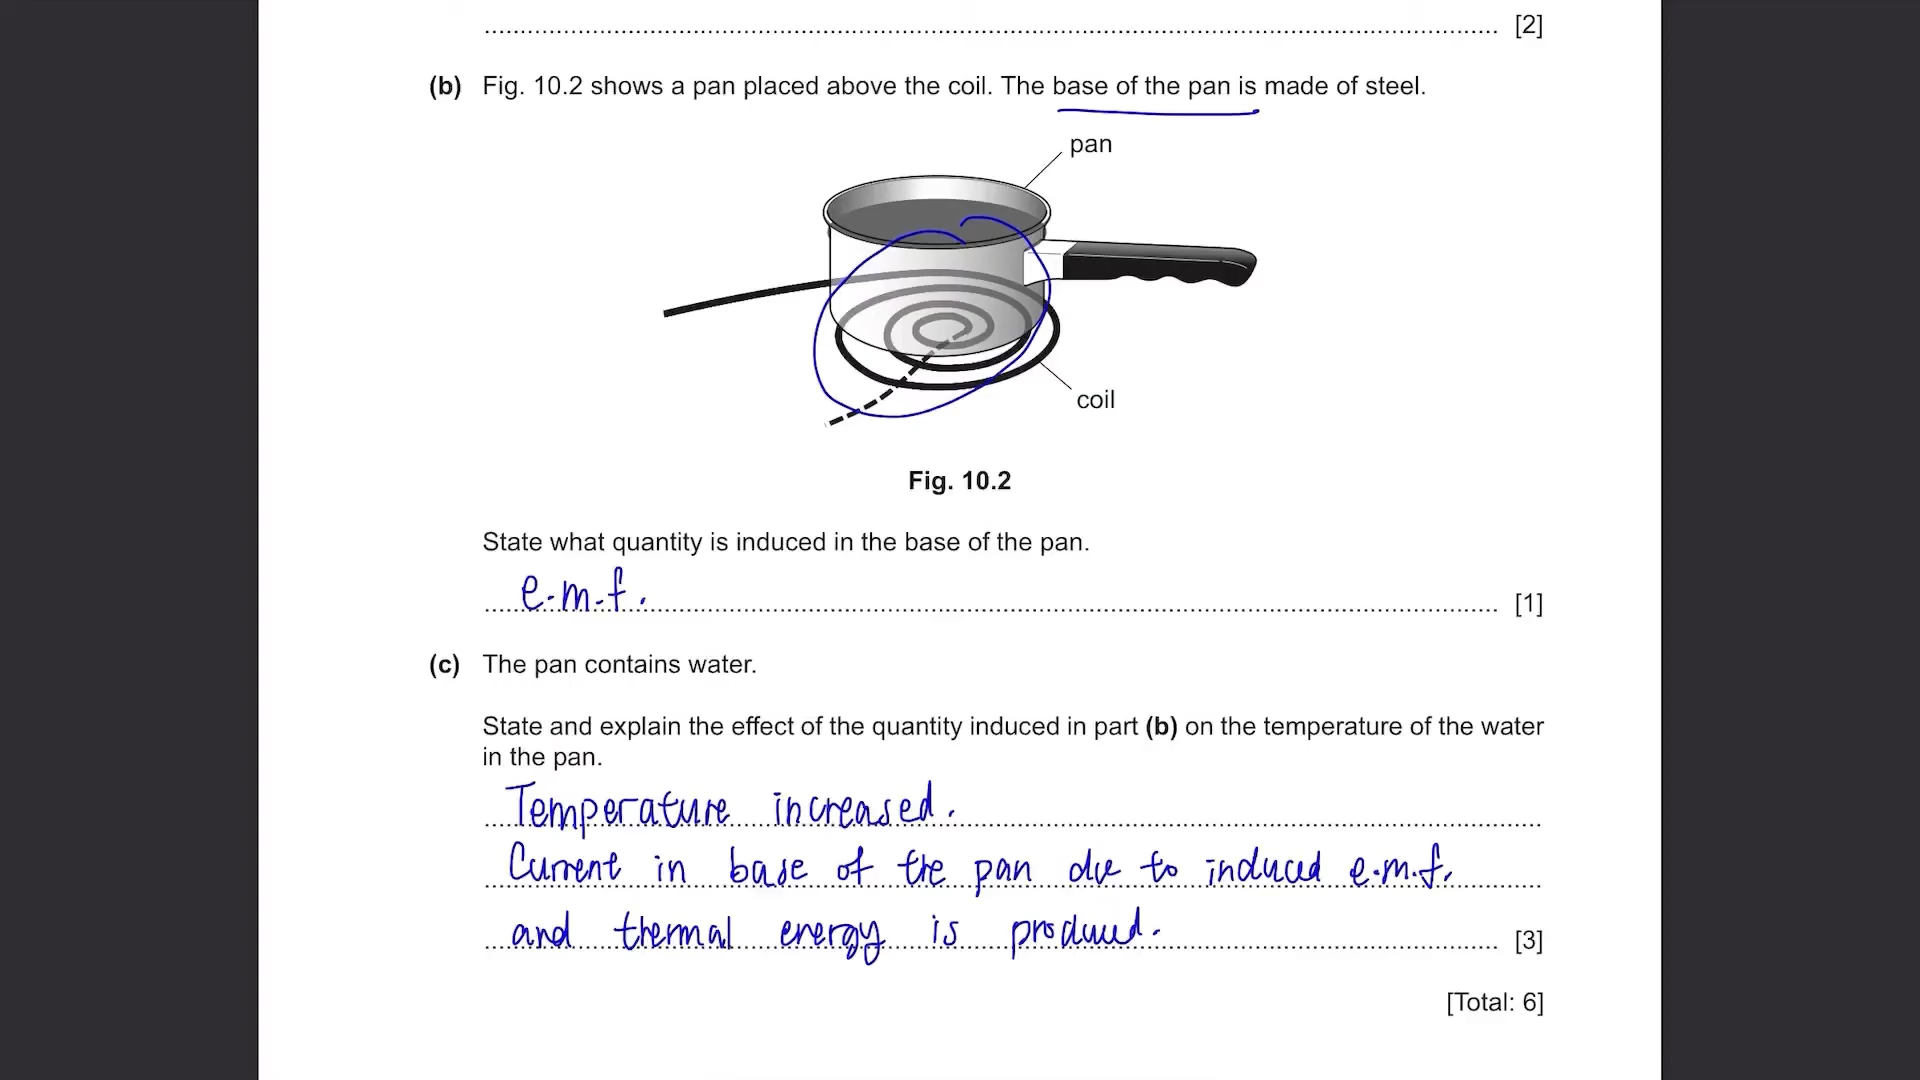 [2]
(b) Fig. 10.2 shows a pan placed above the coil. The base of the pan is made of steel.
pan
coil
Fig. 10.2
State what quantity is induced in the base of the pan.
e.m.f.
[1]
(c) The pan contains water.
State and explain the effect of the quantity induced in part (b) on the temperature of the water
in the pan.
Temperature increased.
Current in base of the pan due to induced e.m.f.
and thermal energy is produced.
[3]
[Total: 6]